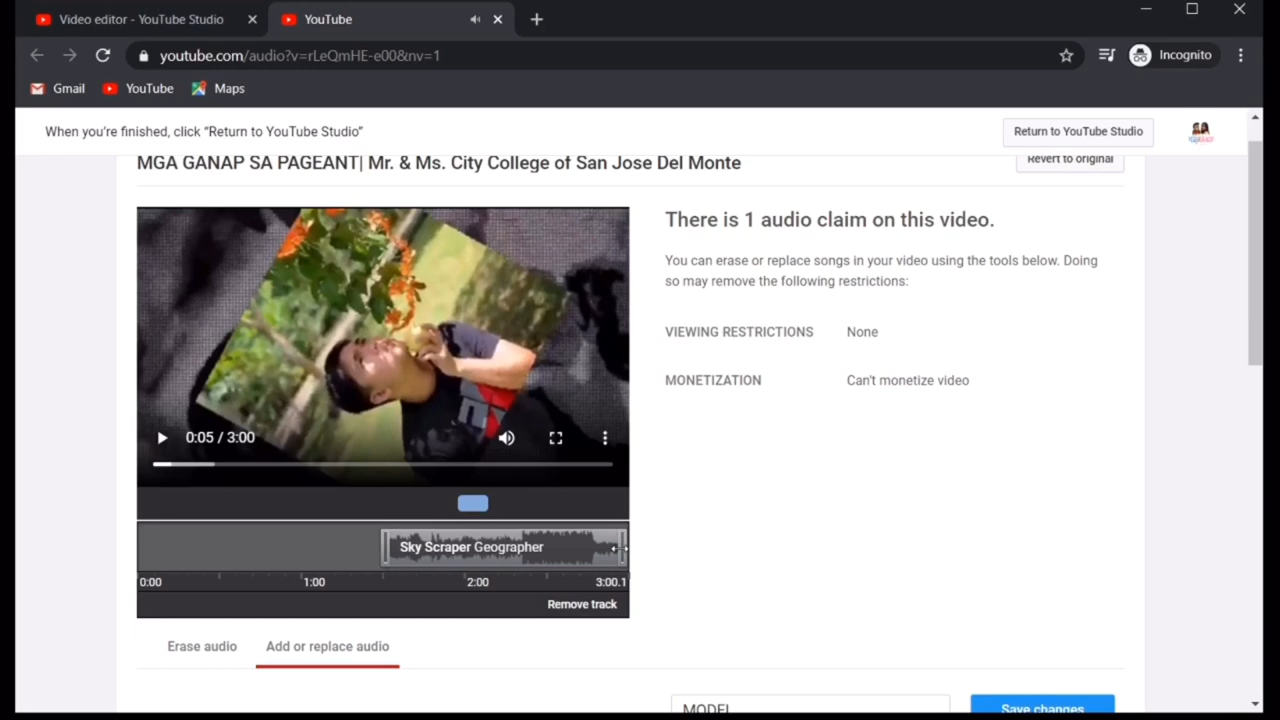 Video editor - YouTube Studio
YouTube
youtube.com/audio?v=rLeQmHE-e00&nv=1
Incognito
Gmail
YouTube
Maps
When you're finished, click “Return to YouTube Studio”
Return to YouTube Studio
MGA GANAP SA PAGEANT| Mr. & Ms. City College of San Jose Del Monte
Revert to original
There is 1 audio claim on this video.
You can erase or replace songs in your video using the tools below. Doing
so may remove the following restrictions:
VIEWING RESTRICTIONS None
MONETIZATION Can't monetize video
0:05 / 3:00
Sky Scraper Geographer
0:00 1:00 2:00 3:00.1
Remove track
Erase audio
Add or replace audio
MODEL
Save changes